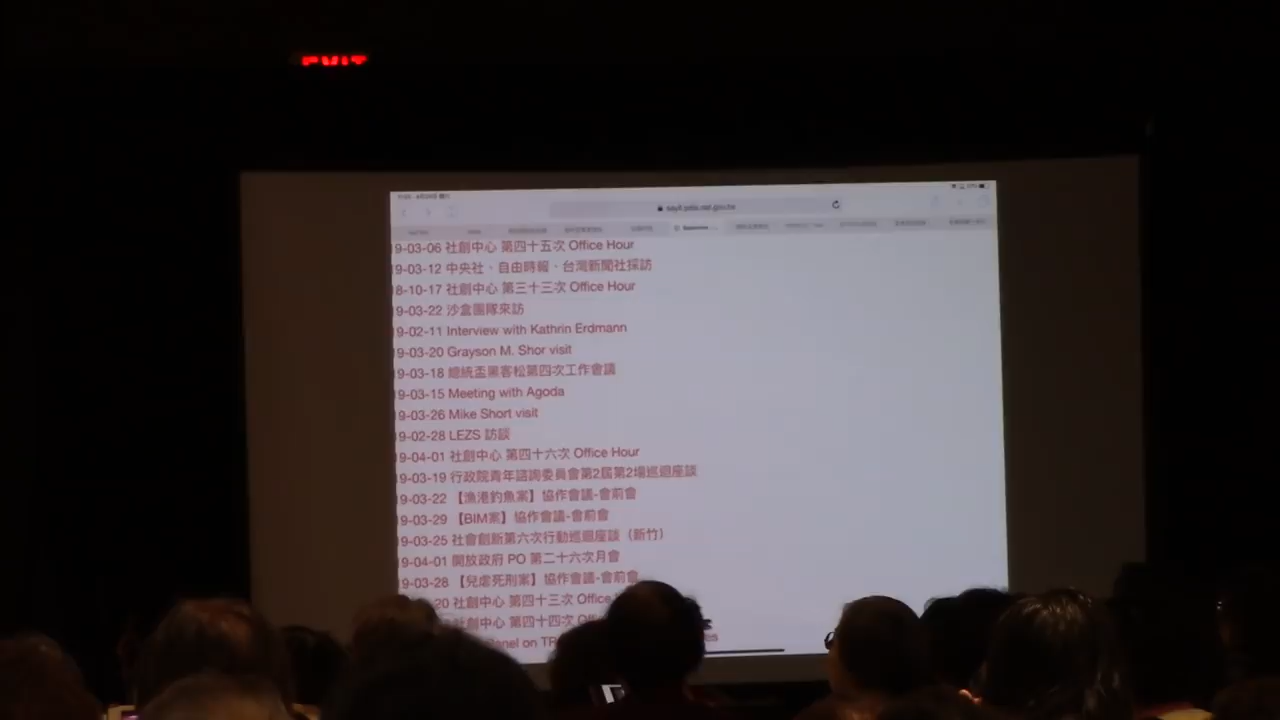 EXIT
sayit.pdis.nat.gov.tw
9-03-06 社創中心 第四十五次 Office Hour
9-03-12 中央社、自由時報、台灣新聞社採訪
8-10-17 社創中心 第三十三次 Office Hour
9-03-22 沙盒團隊來訪
9-02-11 Interview with Kathrin Erdmann
9-03-20 Grayson M. Shor visit
9-03-18 總統盃黑客松第四次工作會議
9-03-15 Meeting with Agoda
9-03-26 Mike Short visit
9-02-28 LEZS 訪談
9-04-01 社創中心 第四十六次 Office Hour
9-03-19 行政院青年諮詢委員會第2屆第2場巡迴座談
9-03-22 【漁港釣魚案】協作會議-會前會
9-03-29 【BIM案】協作會議-會前會
9-03-25 社會創新第六次行動巡迴座談（新竹）
9-04-01 開放政府 PO 第二十六次月會
9-03-28 【兒虐死刑案】協作會議-會前會
20 社創中心 第四十三次 Office
社創中心 第四十四次
Panel on